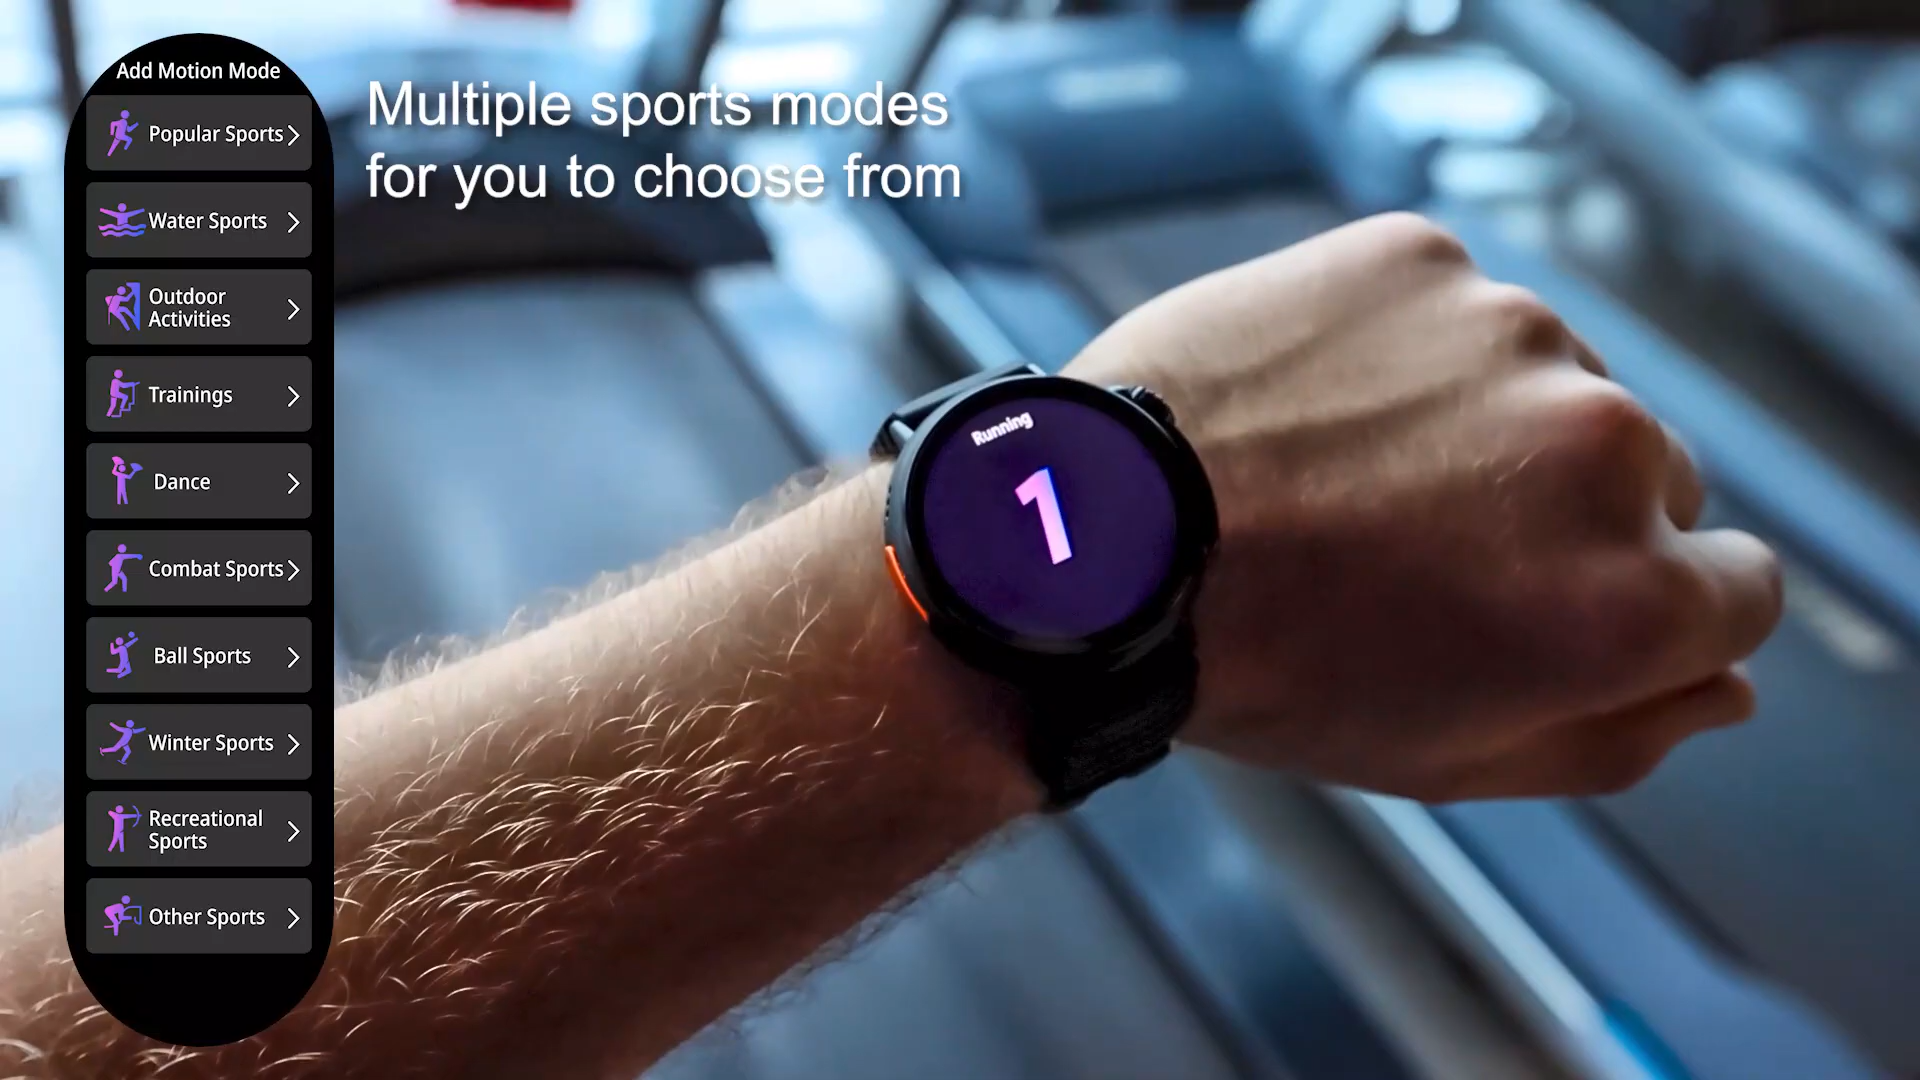 Add Motion Mode
Popular Sports
Water Sports
Outdoor
Activities
Trainings
Dance
Combat Sports
Ball Sports
Winter Sports
Recreational
Sports
Other Sports
Multiple sports modes
for you to choose from
Running
1